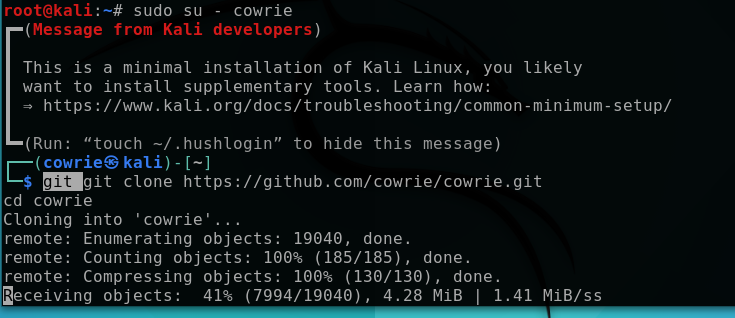 root@kali:~# sudo su - cowrie
┏━(Message from Kali developers)
┃
┃ This is a minimal installation of Kali Linux, you likely
┃ want to install supplementary tools. Learn how:
┃ ⇒ https://www.kali.org/docs/troubleshooting/common-minimum-setup/
┃
┗━(Run: “touch ~/.hushlogin” to hide this message)
┌──(cowrie㉿kali)-[~]
└─$ git git clone https://github.com/cowrie/cowrie.git
cd cowrie
Cloning into 'cowrie'...
remote: Enumerating objects: 19040, done.
remote: Counting objects: 100% (185/185), done.
remote: Compressing objects: 100% (130/130), done.
Receiving objects:  41% (7994/19040), 4.28 MiB | 1.41 MiB/ss